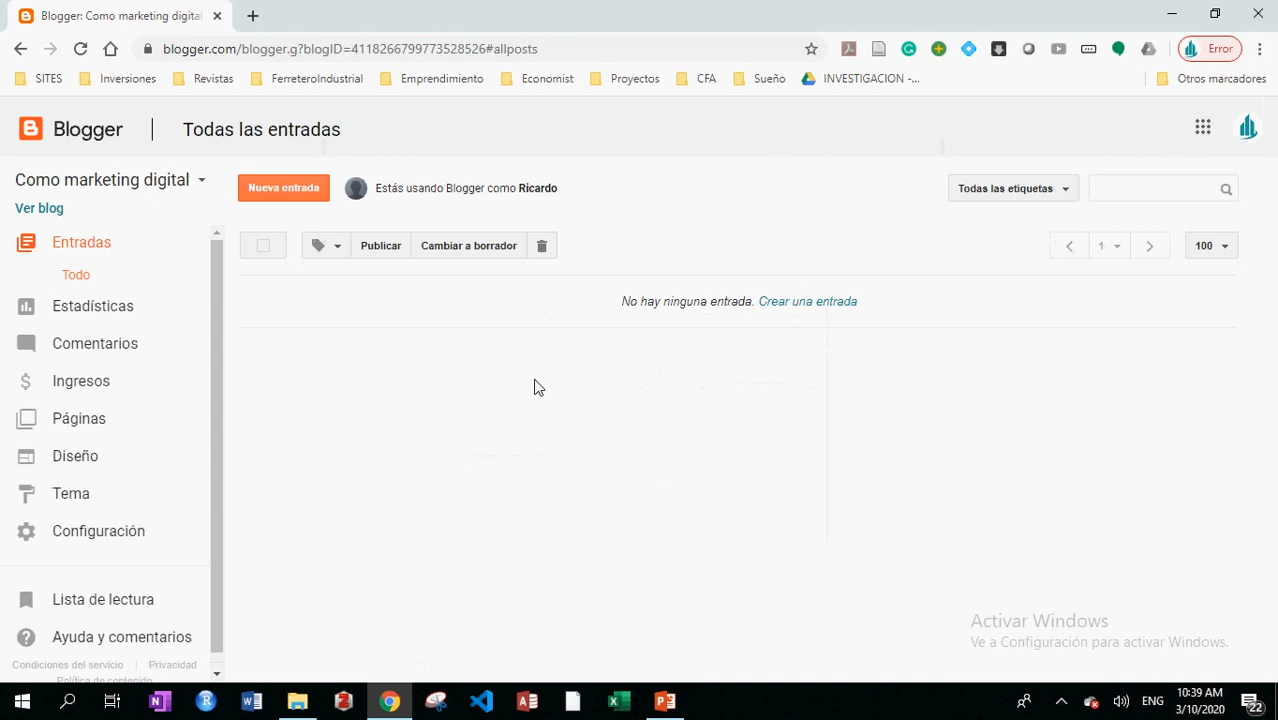 Blogger: Como marketing digital
blogger.com/blogger.g?blogID=4118266799773528526#allposts
Error
SITES
Inversiones
Revistas
FerreteroIndustrial
Emprendimiento
Economist
Proyectos
CFA
Sueño
INVESTIGACION -...
Otros marcadores
Blogger
Todas las entradas
Como marketing digital
Ver blog
Nueva entrada
Estás usando Blogger como Ricardo
Todas las etiquetas
Entradas
Todo
Publicar
Cambiar a borrador
1
100
No hay ninguna entrada. Crear una entrada
Estadísticas
Comentarios
Ingresos
Páginas
Diseño
Tema
Configuración
Lista de lectura
Ayuda y comentarios
Condiciones del servicio
Privacidad
Política de contenido
Activar Windows
Ve a Configuración para activar Windows.
ENG
10:39 AM
3/10/2020
22